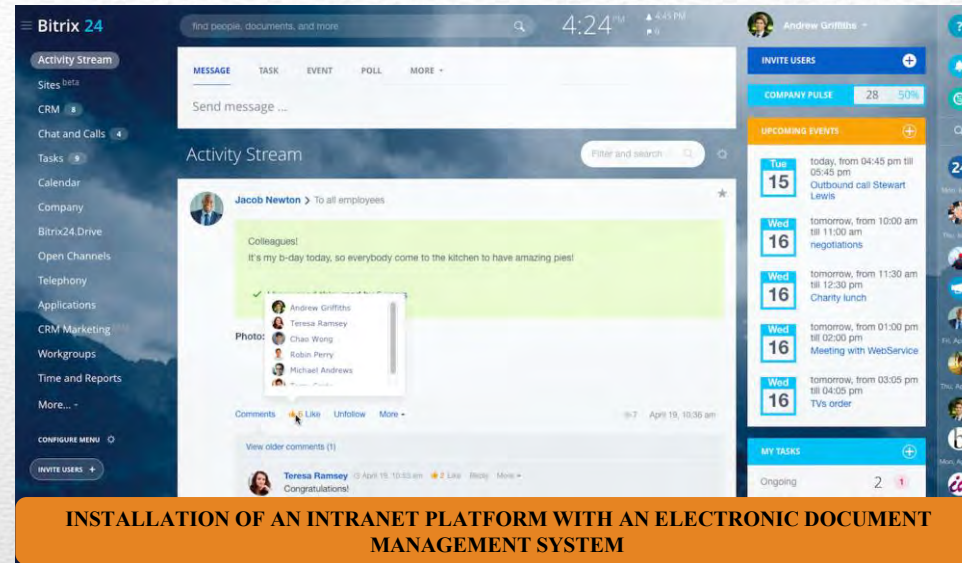 Bitrix 24
find people, documents, and more
4:24 PM
4:45 PM
Andrew Griffiths
Activity Stream
Sites beta
CRM 8
Chat and Calls 4
Tasks 9
Calendar
Company
Bitrix24.Drive
Open Channels
Telephony
Applications
CRM Marketing
Workgroups
Time and Reports
More... -
CONFIGURE MENU
INVITE USERS +
MESSAGE TASK EVENT POLL MORE
Send message ...
Activity Stream
Filter and search
Jacob Newton > To all employees
Colleagues!
It's my b-day today, so everybody come to the kitchen to have amazing pies!
Andrew Griffiths
Teresa Ramsey
Chao Wong
Robin Perry
Michael Andrews
Photo:
Comments 6 Like Unfollow More
7 April 19, 10:36 am
View older comments (1)
Teresa Ramsey April 19, 10:53 am 2 Like Reply More
Congratulations!
INVITE USERS
COMPANY PULSE 28 50%
UPCOMING EVENTS
Tue
15
today, from 04:45 pm till
05:45 pm
Outbound call Stewart
Lewis
Wed
16
tomorrow, from 10:00 am
till 11:00 am
negotiations
Wed
16
tomorrow, from 11:30 am
till 12:30 pm
Charity lunch
Wed
16
tomorrow, from 01:00 pm
till 02:00 pm
Meeting with WebService
Wed
16
tomorrow, from 03:05 pm
till 04:05 pm
TVs order
MY TASKS
Ongoing 2 1
?
24
INSTALLATION OF AN INTRANET PLATFORM WITH AN ELECTRONIC DOCUMENT
MANAGEMENT SYSTEM